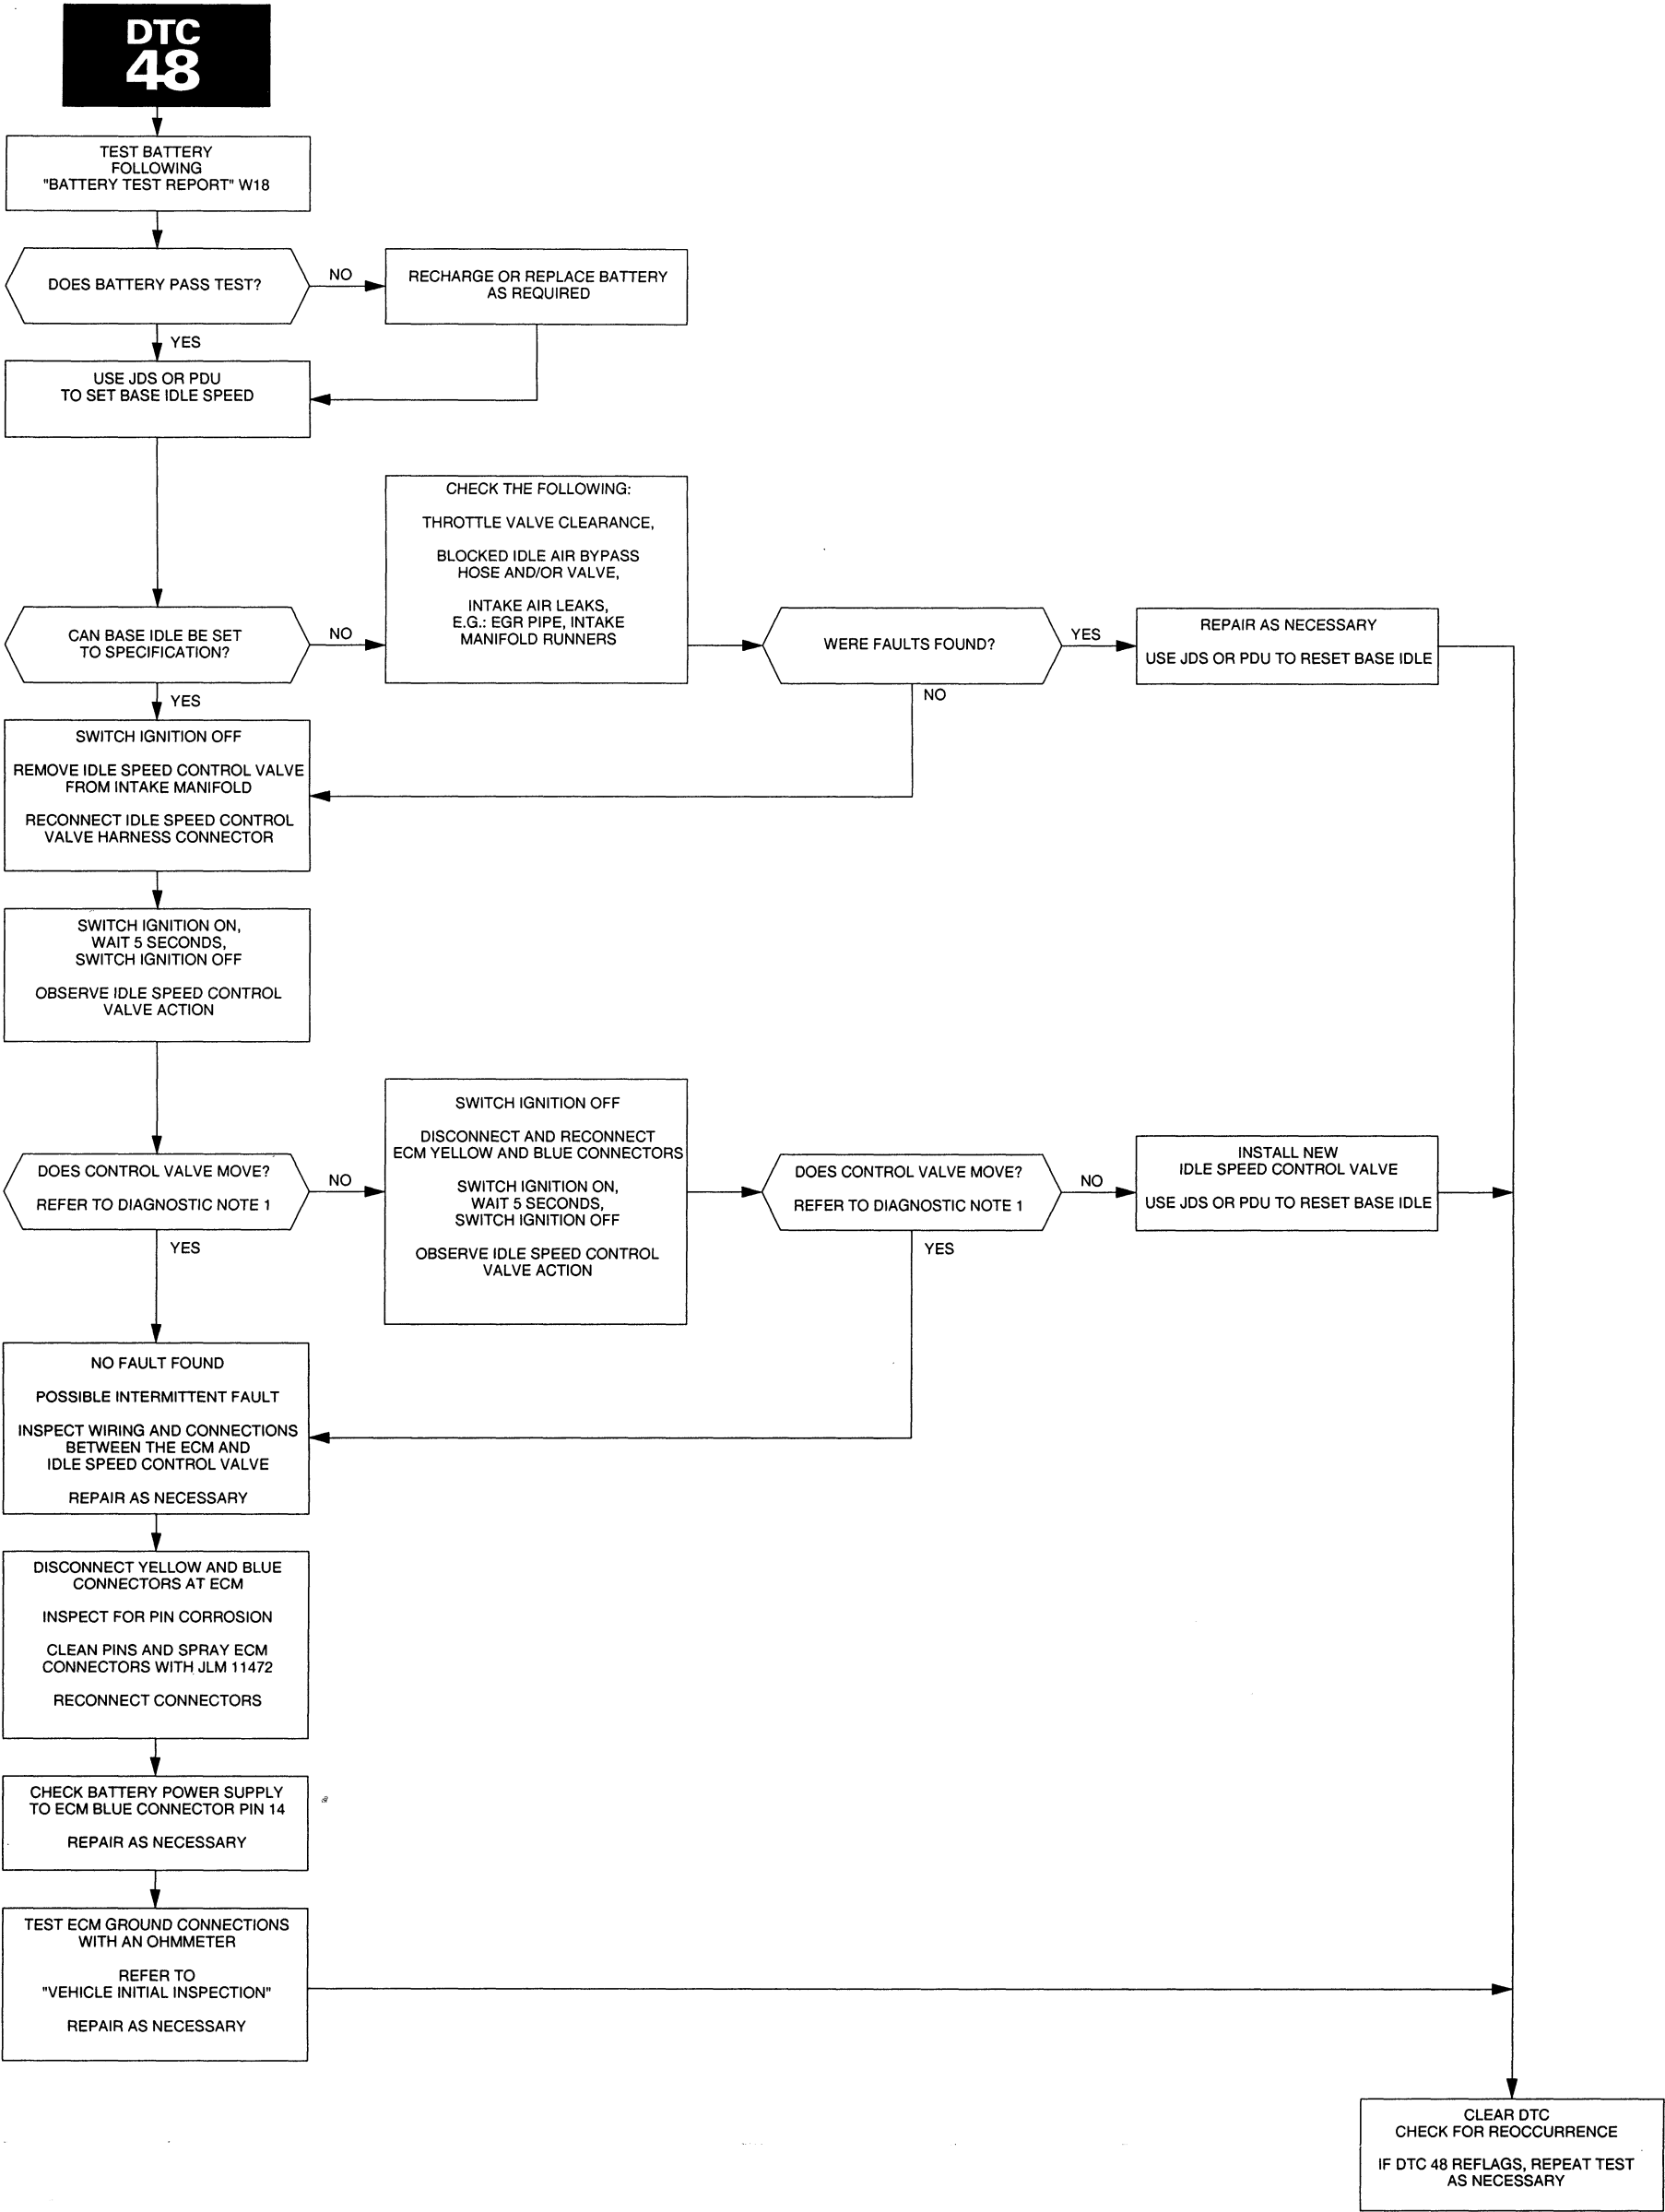 DTC
48
TEST BATTERY
FOLLOWING
"BATTERY TEST REPORT" W18
DOES BATTERY PASS TEST?
NO
RECHARGE OR REPLACE BATTERY
AS REQUIRED
YES
USE JDS OR PDU
TO SET BASE IDLE SPEED
CAN BASE IDLE BE SET
TO SPECIFICATION?
NO
CHECK THE FOLLOWING:
THROTTLE VALVE CLEARANCE,
BLOCKED IDLE AIR BYPASS
HOSE AND/OR VALVE,
INTAKE AIR LEAKS,
E.G.: EGR PIPE, INTAKE
MANIFOLD RUNNERS
WERE FAULTS FOUND?
YES
REPAIR AS NECESSARY
USE JDS OR PDU TO RESET BASE IDLE
NO
YES
SWITCH IGNITION OFF
REMOVE IDLE SPEED CONTROL VALVE
FROM INTAKE MANIFOLD
RECONNECT IDLE SPEED CONTROL
VALVE HARNESS CONNECTOR
SWITCH IGNITION ON,
WAIT 5 SECONDS,
SWITCH IGNITION OFF
OBSERVE IDLE SPEED CONTROL
VALVE ACTION
DOES CONTROL VALVE MOVE?
REFER TO DIAGNOSTIC NOTE 1
NO
SWITCH IGNITION OFF
DISCONNECT AND RECONNECT
ECM YELLOW AND BLUE CONNECTORS
SWITCH IGNITION ON,
WAIT 5 SECONDS,
SWITCH IGNITION OFF
OBSERVE IDLE SPEED CONTROL
VALVE ACTION
DOES CONTROL VALVE MOVE?
REFER TO DIAGNOSTIC NOTE 1
NO
INSTALL NEW
IDLE SPEED CONTROL VALVE
USE JDS OR PDU TO RESET BASE IDLE
YES
YES
NO FAULT FOUND
POSSIBLE INTERMITTENT FAULT
INSPECT WIRING AND CONNECTIONS
BETWEEN THE ECM AND
IDLE SPEED CONTROL VALVE
REPAIR AS NECESSARY
DISCONNECT YELLOW AND BLUE
CONNECTORS AT ECM
INSPECT FOR PIN CORROSION
CLEAN PINS AND SPRAY ECM
CONNECTORS WITH JLM 11472
RECONNECT CONNECTORS
CHECK BATTERY POWER SUPPLY
TO ECM BLUE CONNECTOR PIN 14
REPAIR AS NECESSARY
TEST ECM GROUND CONNECTIONS
WITH AN OHMMETER
REFER TO
"VEHICLE INITIAL INSPECTION"
REPAIR AS NECESSARY
CLEAR DTC
CHECK FOR REOCCURRENCE
IF DTC 48 REFLAGS, REPEAT TEST
AS NECESSARY